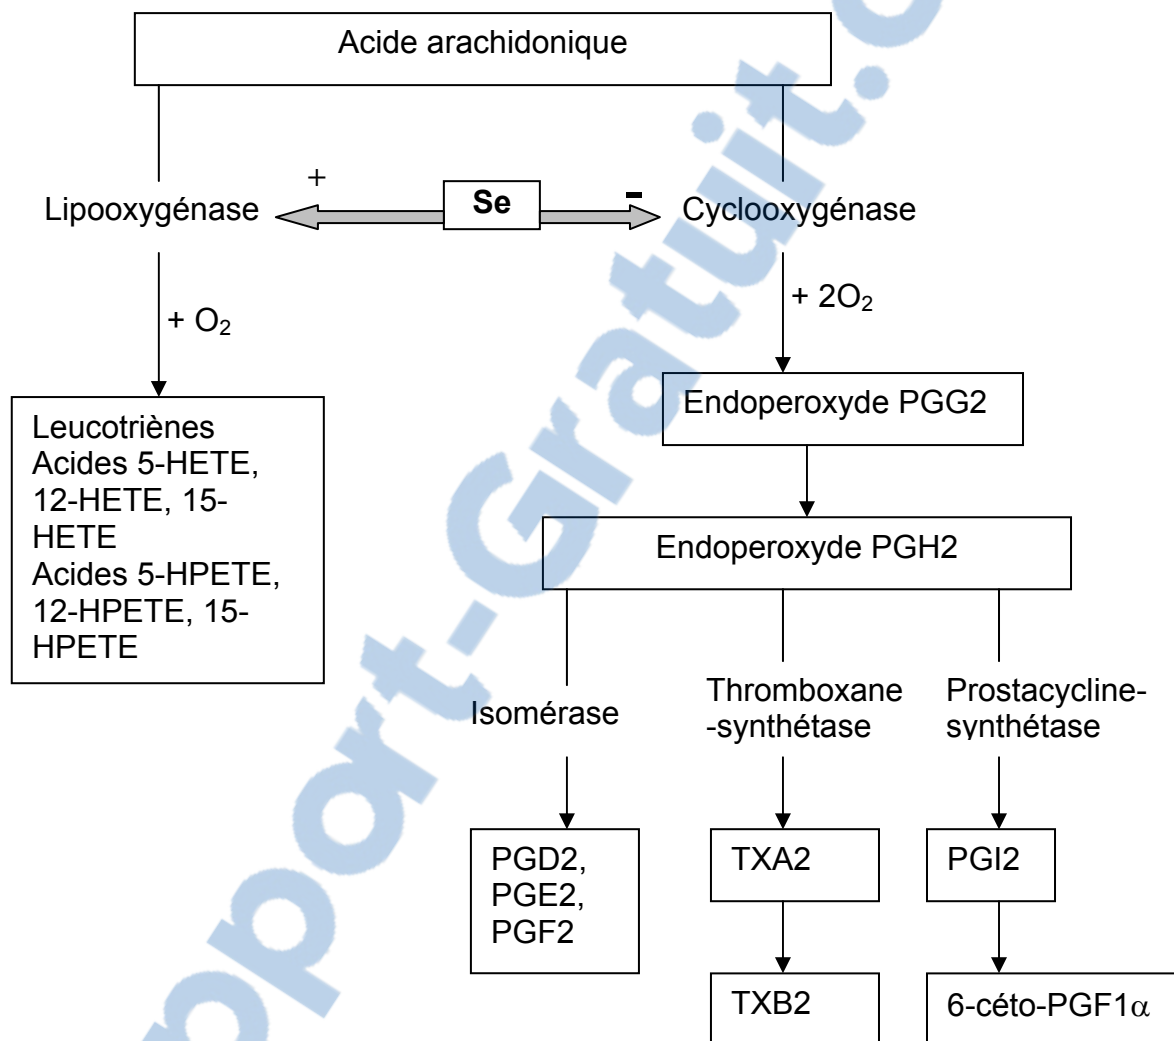 Acide arachidonique
+
Se
-
Lipooxygénase
Cyclooxygénase
+ O₂
+ 2O₂
Endoperoxyde PGG2
Leucotriènes
Acides 5-HETE,
12-HETE, 15-
HETE
Acides 5-HPETE,
12-HPETE, 15-
HPETE
Endoperoxyde PGH2
Isomérase
Thromboxane
-synthétase
Prostacycline-
synthétase
PGD2,
PGE2,
PGF2
TXA2
PGI2
TXB2
6-céto-PGF1α
pport-Gratuit.c